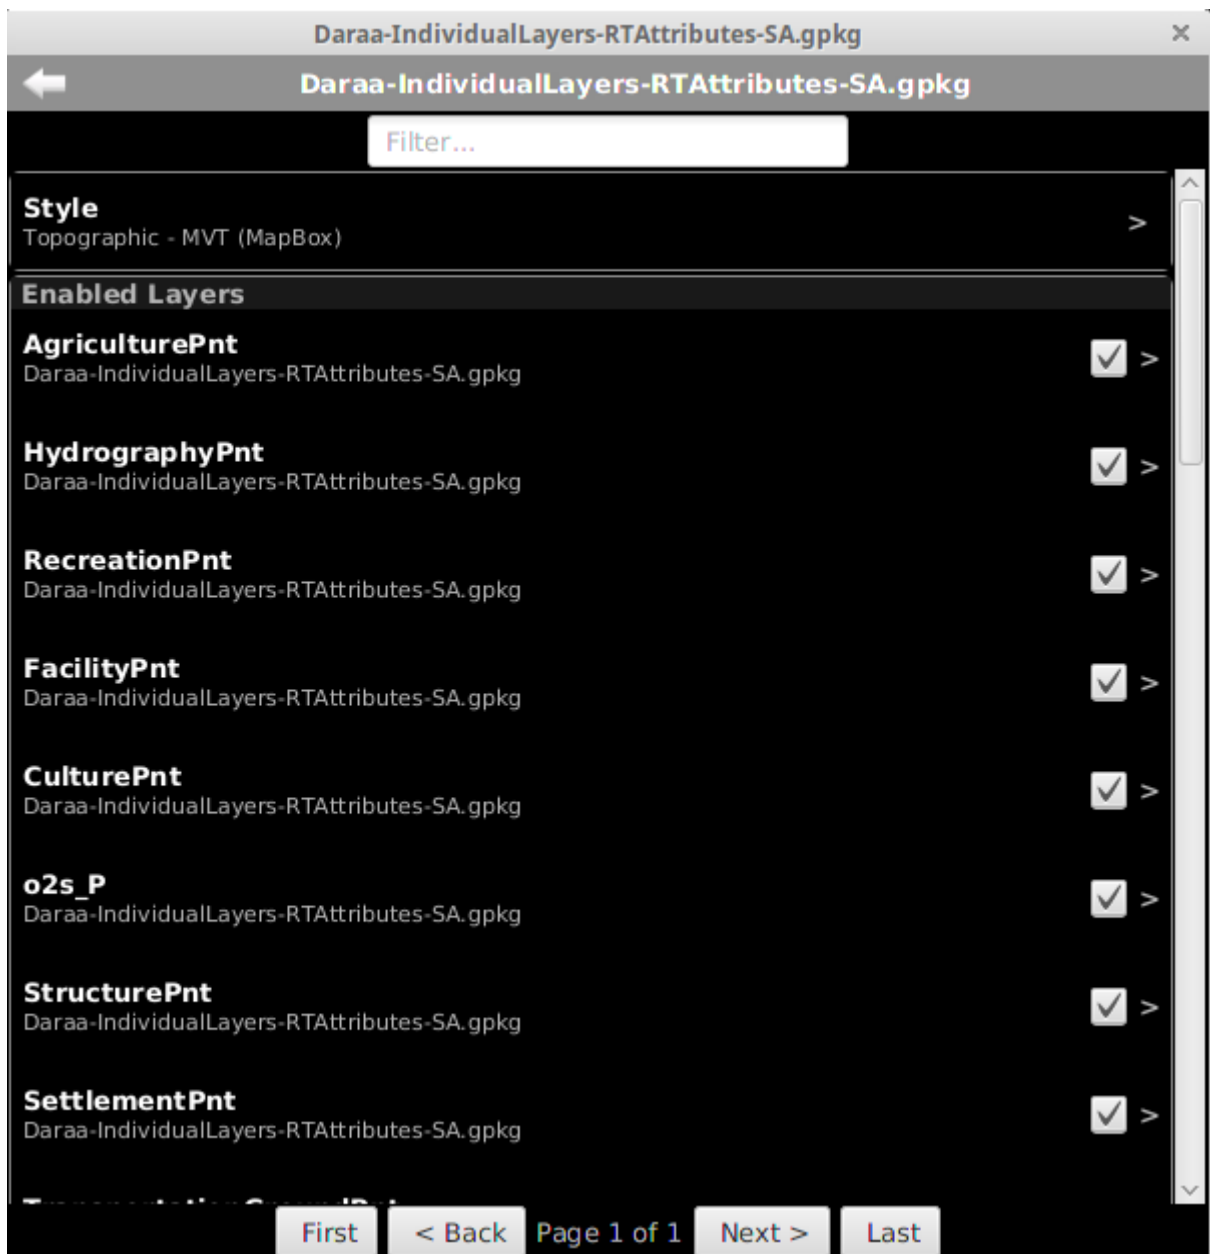 Daraa-IndividualLayers-RTAttributes-SA.gpkg
Daraa-IndividualLayers-RTAttributes-SA.gpkg
Filter...
Style
Topographic - MVT (MapBox)
>
Enabled Layers
AgriculturePnt
Daraa-IndividualLayers-RTAttributes-SA.gpkg
>
HydrographyPnt
Daraa-IndividualLayers-RTAttributes-SA.gpkg
>
RecreationPnt
Daraa-IndividualLayers-RTAttributes-SA.gpkg
>
FacilityPnt
Daraa-IndividualLayers-RTAttributes-SA.gpkg
>
CulturePnt
Daraa-IndividualLayers-RTAttributes-SA.gpkg
>
o2s_P
Daraa-IndividualLayers-RTAttributes-SA.gpkg
>
StructurePnt
Daraa-IndividualLayers-RTAttributes-SA.gpkg
>
SettlementPnt
Daraa-IndividualLayers-RTAttributes-SA.gpkg
>
First < Back Page 1 of 1 Next > Last